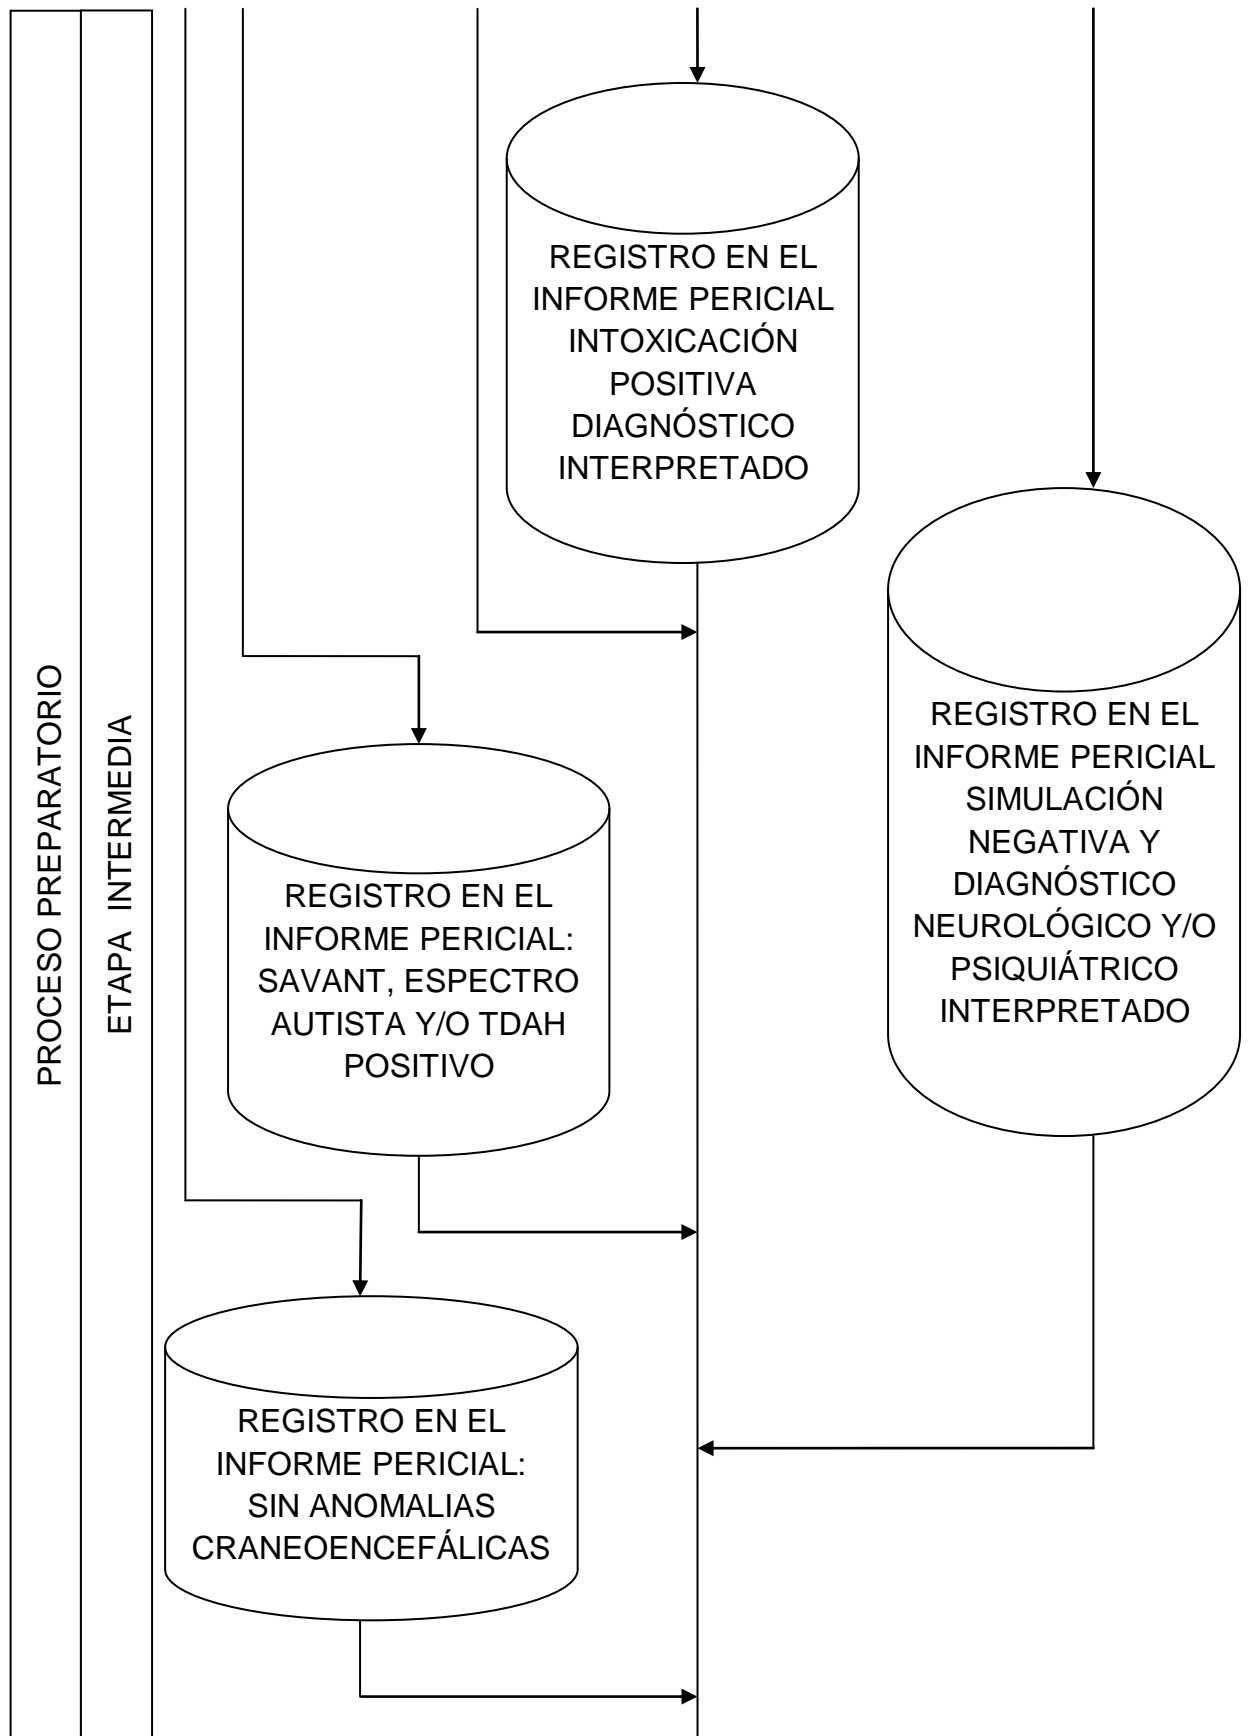 PROCESO PREPARATORIO
ETAPA INTERMEDIA
REGISTRO EN EL
INFORME PERICIAL
INTOXICACIÓN
POSITIVA
DIAGNÓSTICO
INTERPRETADO
REGISTRO EN EL
INFORME PERICIAL
SIMULACIÓN
NEGATIVA Y
DIAGNÓSTICO
NEUROLÓGICO Y/O
PSIQUIÁTRICO
INTERPRETADO
REGISTRO EN EL
INFORME PERICIAL:
SAVANT, ESPECTRO
AUTISTA Y/O TDAH
POSITIVO
REGISTRO EN EL
INFORME PERICIAL:
SIN ANOMALIAS
CRANEOENCEFÁLICAS